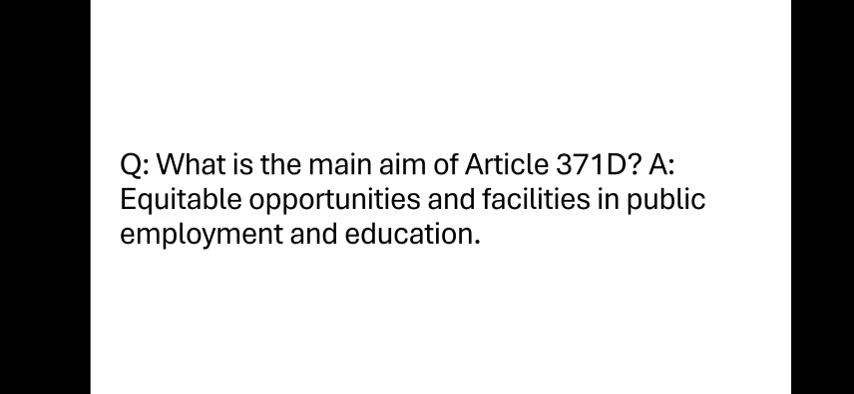 Q: What is the main aim of Article 371D? A:
Equitable opportunities and facilities in public
employment and education.